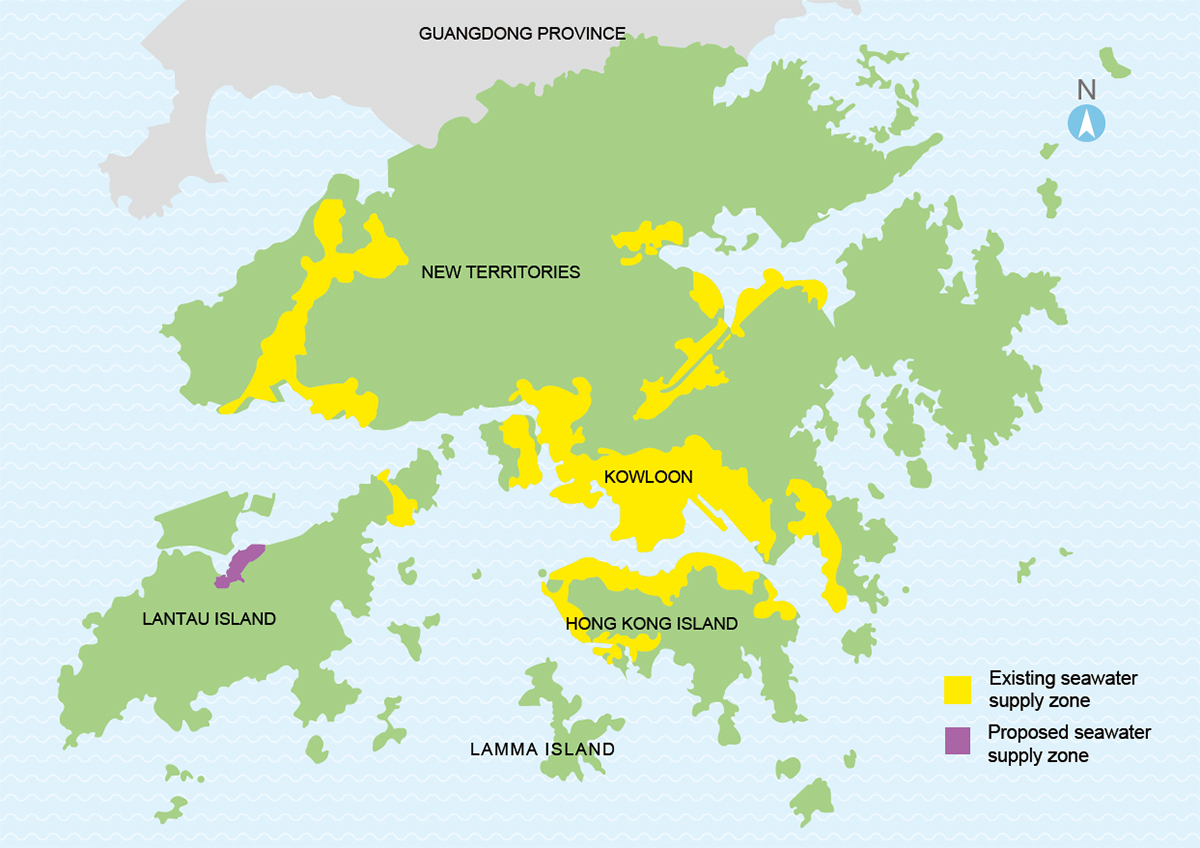 GUANGDONG PROVINCE
N
NEW TERRITORIES
KOWLOON
LANTAU ISLAND
HONG KONG ISLAND
LAMMA ISLAND
Existing seawater
supply zone
Proposed seawater
supply zone